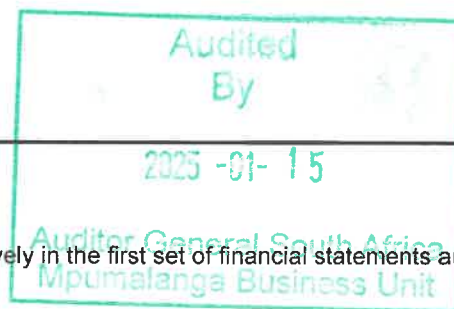 Audited
By
2025 -01- 15
Auditor General South Africa
vely in the first set of financial statements a
Mpumalanga Business Unit